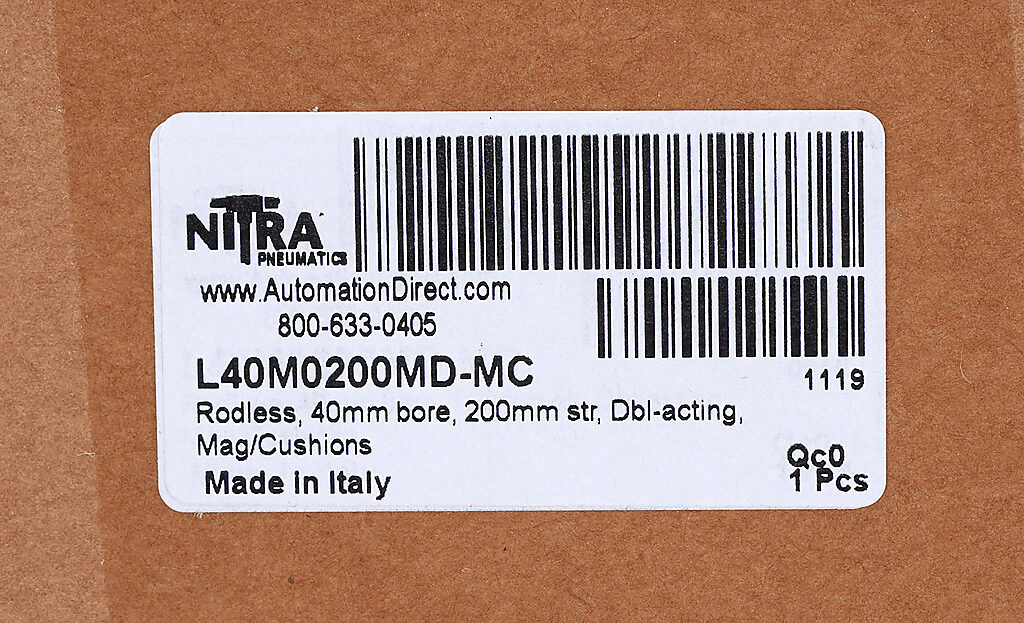 NITRA
PNEUMATICS
www.AutomationDirect.com
800-633-0405
L40M0200MD-MC
1119
Rodless, 40mm bore, 200mm str, Dbl-acting,
Mag/Cushions
Made in Italy
Qc0
1 Pcs